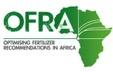 OFRA
OPTIMISING FERTILIZER
RECOMMENDATIONS IN AFRICA